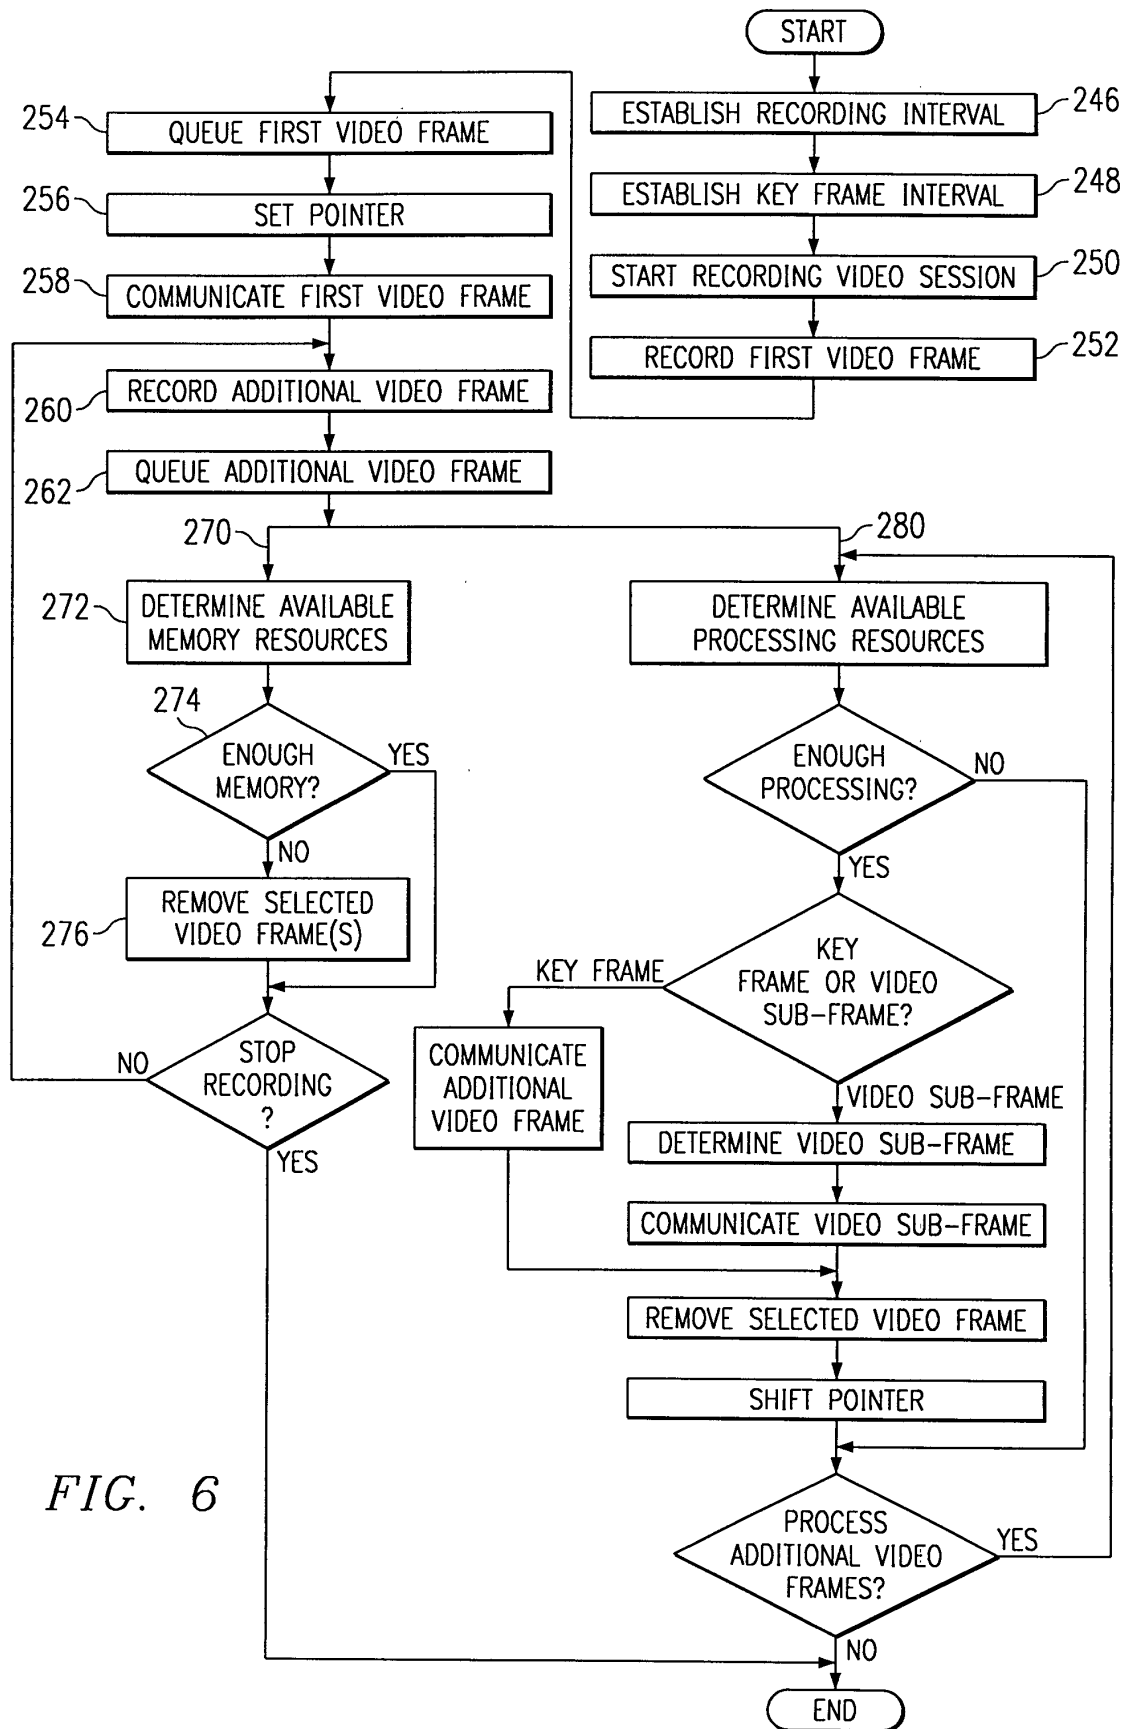 START
ESTABLISH RECORDING INTERVAL
246
ESTABLISH KEY FRAME INTERVAL
248
START RECORDING VIDEO SESSION
250
RECORD FIRST VIDEO FRAME
252
254
QUEUE FIRST VIDEO FRAME
256
SET POINTER
258
COMMUNICATE FIRST VIDEO FRAME
260
RECORD ADDITIONAL VIDEO FRAME
262
QUEUE ADDITIONAL VIDEO FRAME
270
272
DETERMINE AVAILABLE
MEMORY RESOURCES
274
ENOUGH
MEMORY?
YES
NO
276
REMOVE SELECTED
VIDEO FRAME(S)
NO
STOP
RECORDING
?
YES
280
DETERMINE AVAILABLE
PROCESSING RESOURCES
ENOUGH
PROCESSING?
NO
YES
KEY
FRAME OR VIDEO
SUB-FRAME?
KEY FRAME
COMMUNICATE
ADDITIONAL
VIDEO FRAME
VIDEO SUB-FRAME
DETERMINE VIDEO SUB-FRAME
COMMUNICATE VIDEO SUB-FRAME
REMOVE SELECTED VIDEO FRAME
SHIFT POINTER
PROCESS
ADDITIONAL VIDEO
FRAMES?
YES
NO
END
FIG. 6